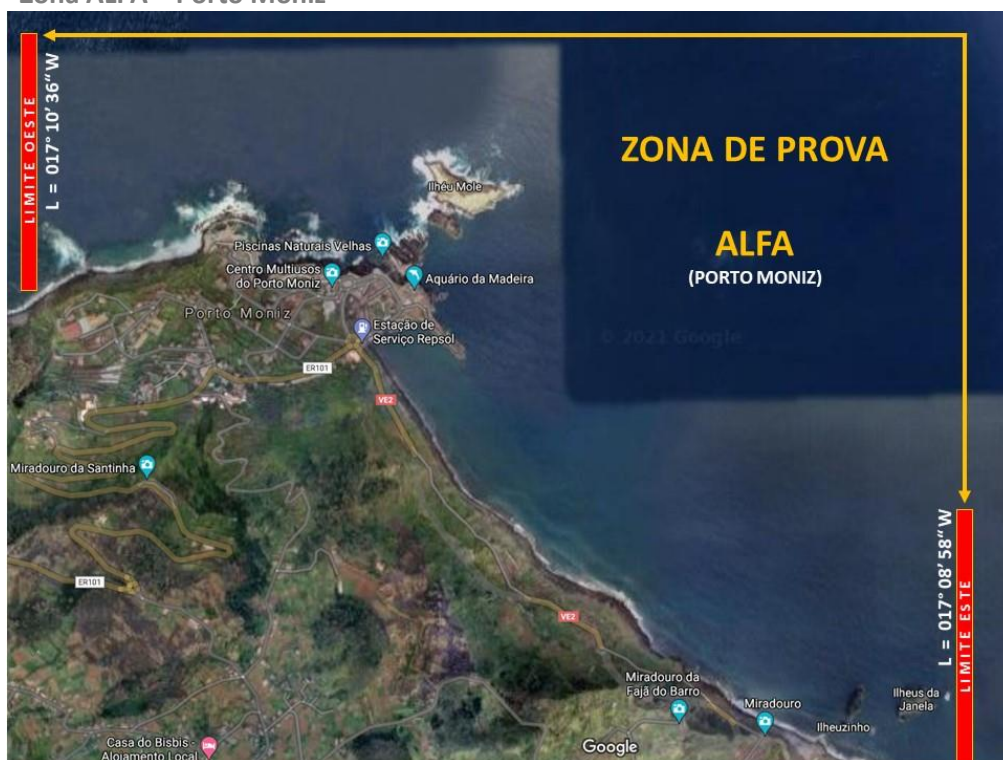 Zona ALFA – Porto Moniz
LIMITE OESTE
L = 017° 10' 36“W
ZONA DE PROVA
ALFA
(PORTO MONIZ)
Ilhéu Mole
Piscinas Naturais Velhas
Centro Multiusos
do Porto Moniz
Aquário da Madeira
Porto Moniz
Estação de
Serviço Repsol
© 2021 Google
ER101
VE2
Miradouro da Santinha
ER101
VE2
L = 017° 08' 58“W
LIMITE ESTE
Miradouro da
Fajã do Barro
Miradouro
Ilheus da
Janela
Ilheuzinho
Casa do Bisbis -
Alojamento Local
Google